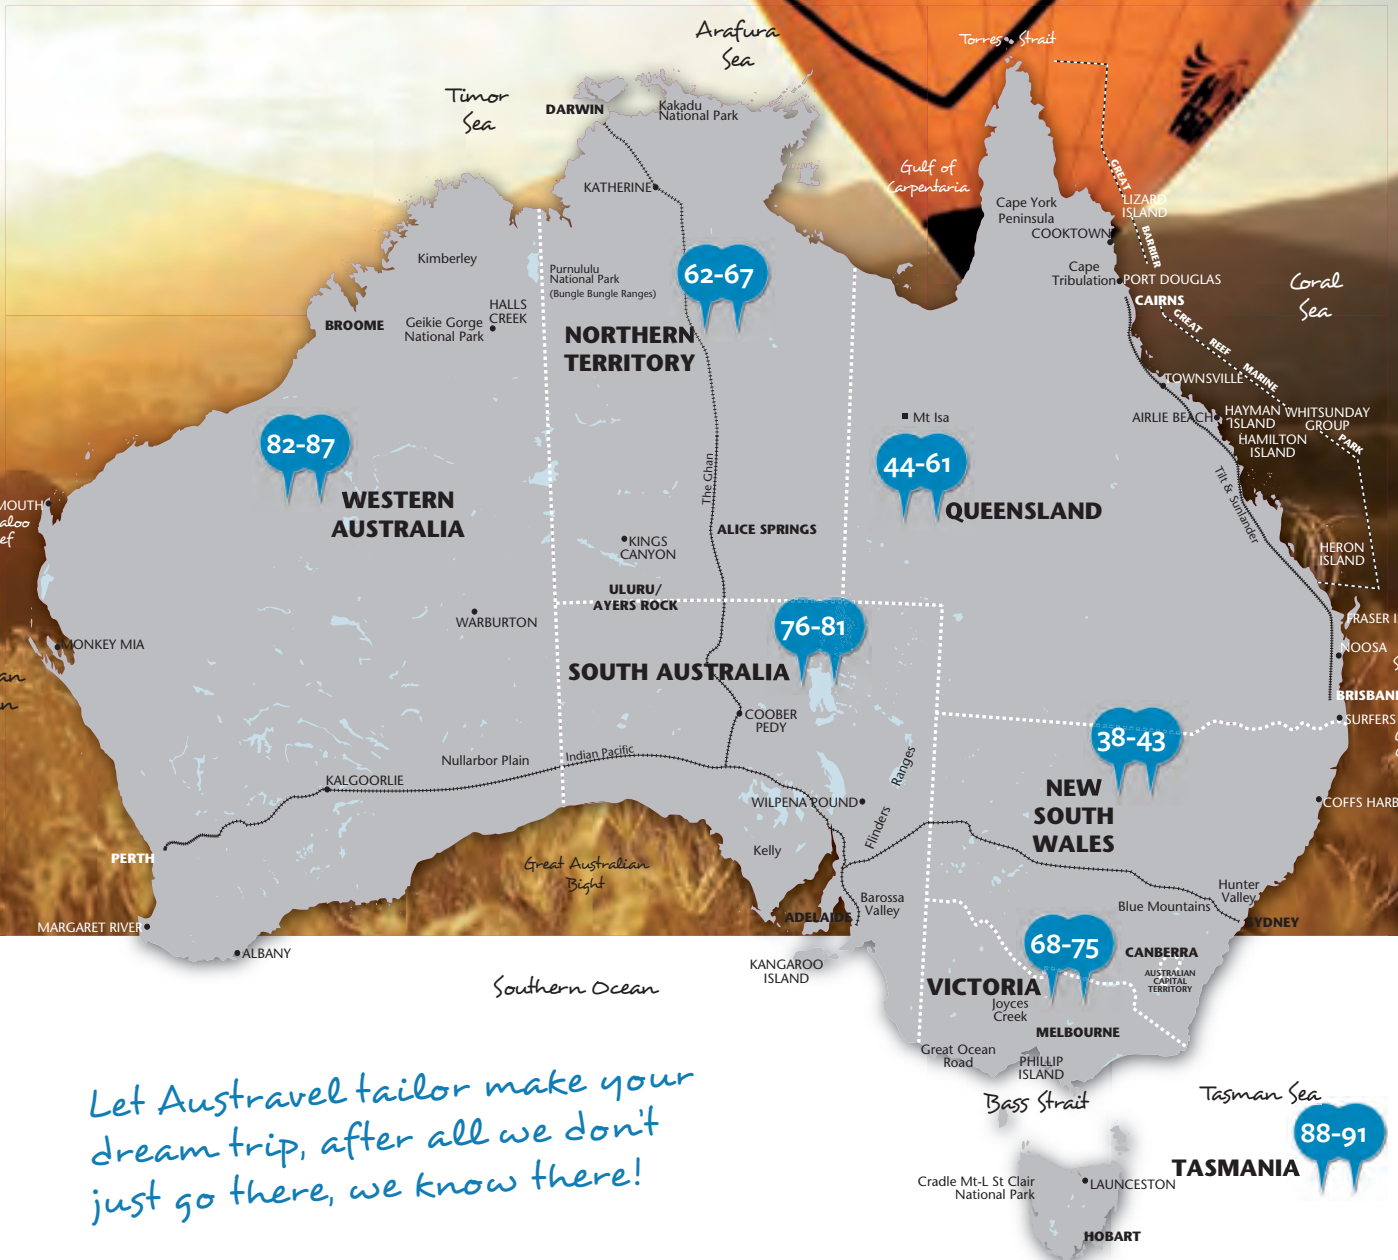 Arafura
Sea
Torres Strait
Timor
Sea
DARWIN
Kakadu
National Park
Gulf of
Carpentaria
GREAT
BARRIER
LIZARD
ISLAND
KATHERINE
Cape York
Peninsula
COOKTOWN
Kimberley
Purnululu
National Park
(Bungle Bungle Ranges)
62-67
Cape
Tribulation
PORT DOUGLAS
CAIRNS
Coral
Sea
HALLS
CREEK
BROOME
Geikie Gorge
National Park
NORTHERN
TERRITORY
GREAT
REEF
MARINE
PARK
TOWNSVILLE
AIRLIE BEACH
HAYMAN
ISLAND
WHITSUNDAY
GROUP
HAMILTON
ISLAND
Mt Isa
82-87
44-61
The Ghan
Tilt & Sunlander
WESTERN
AUSTRALIA
QUEENSLAND
MOUTH
aloo
ef
ALICE SPRINGS
KINGS
CANYON
HERON
ISLAND
ULURU/
AYERS ROCK
WARBURTON
76-81
FRASER I
MONKEY MIA
NOOSA
an
n
SOUTH AUSTRALIA
BRISBAN
SURFERS
COOBER
PEDY
38-43
Nullarbor Plain
Indian Pacific
KALGOORLIE
Flinders Ranges
WILPENA POUND
NEW
SOUTH
WALES
COFFS HARB
PERTH
Great Australian
Bight
Kelly
Barossa
Valley
Hunter
Valley
Blue Mountains
ADELAIDE
SYDNEY
MARGARET RIVER
ALBANY
68-75
CANBERRA
AUSTRALIAN
CAPITAL
TERRITORY
KANGAROO
ISLAND
Southern Ocean
VICTORIA
Joyces
Creek
MELBOURNE
Great Ocean
Road
PHILLIP
ISLAND
Bass Strait
Tasman Sea
88-91
TASMANIA
Cradle Mt-L St Clair
National Park
LAUNCESTON
HOBART
Let Austravel tailor make your
dream trip, after all we don't
just go there, we know there!